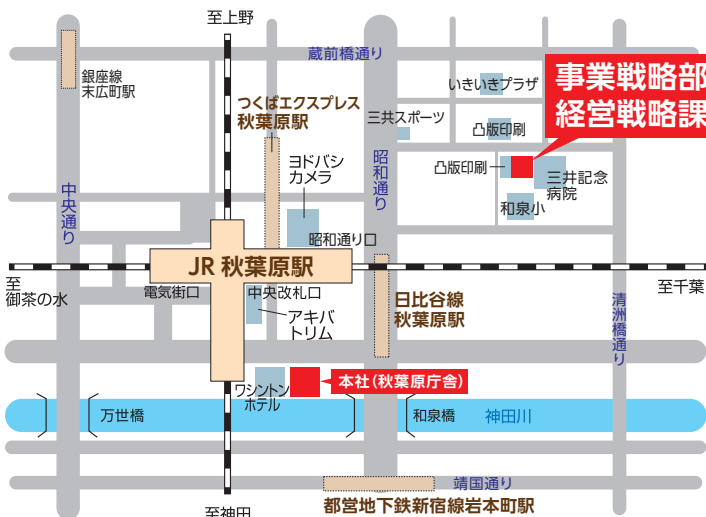 至上野
蔵前橋通り
銀座線
末広町駅
つくばエクスプレス
秋葉原駅
いきいきプラザ
事業戦略部
経営戦略課
三共スポーツ
凸版印刷
ヨドバシ
カメラ
昭和通り
凸版印刷
三井記念
病院
中央通り
和泉小
昭和通り口
JR 秋葉原駅
至
御茶の水
電気街口
中央改札口
日比谷線
秋葉原駅
至千葉
清洲橋通り
アキバ
トリム
ワシントン
ホテル
本社(秋葉原庁舎)
万世橋
和泉橋
神田川
靖国通り
都営地下鉄新宿線岩本町駅
至神田